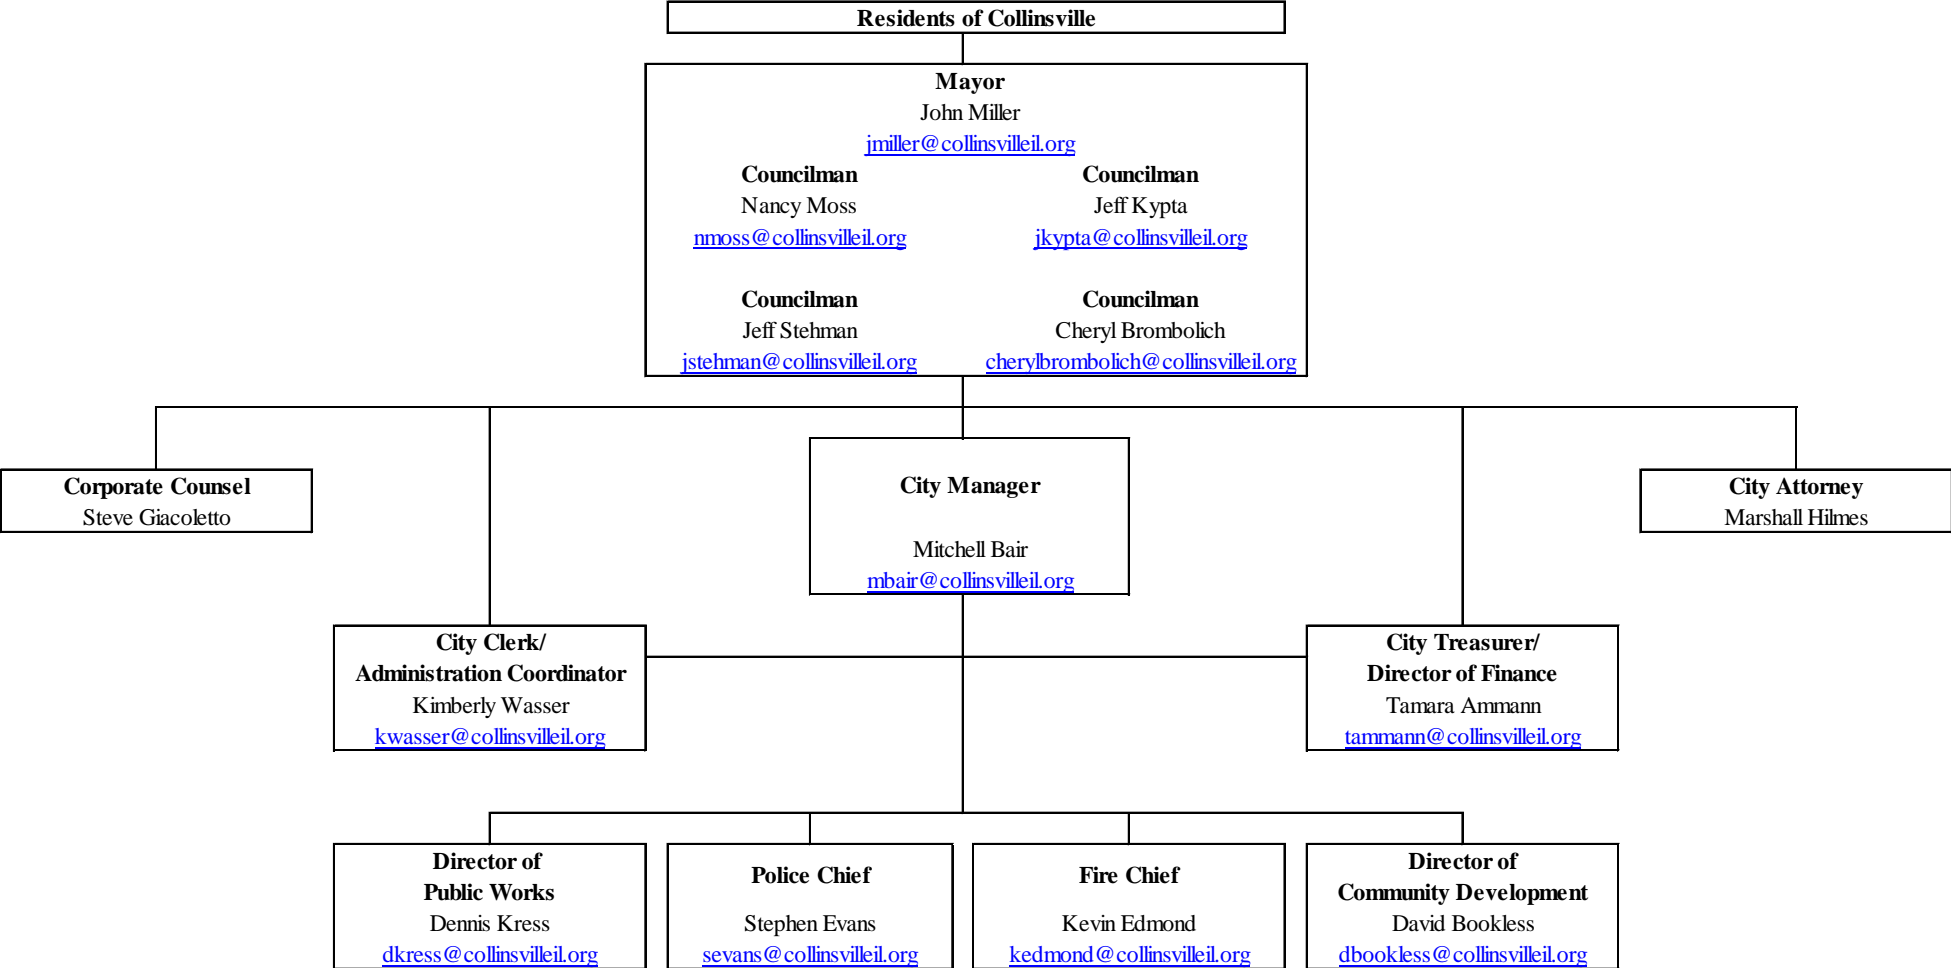 Residents of Collinsville
Mayor
John Miller
jmiller@collinsvilleil.org
Councilman
Nancy Moss
nmoss@collinsvilleil.org
Councilman
Jeff Kypta
jkypta@collinsvilleil.org
Councilman
Jeff Stehman
jstehman@collinsvilleil.org
Councilman
Cheryl Brombolich
cherylbrombolich@collinsvilleil.org
Corporate Counsel
Steve Giacoletto
City Manager
Mitchell Bair
mbair@collinsvilleil.org
City Attorney
Marshall Hilmes
City Clerk/
Administration Coordinator
Kimberly Wasser
kwasser@collinsvilleil.org
City Treasurer/
Director of Finance
Tamara Ammann
tammann@collinsvilleil.org
Director of
Public Works
Dennis Kress
dkress@collinsvilleil.org
Police Chief
Stephen Evans
sevans@collinsvilleil.org
Fire Chief
Kevin Edmond
kedmond@collinsvilleil.org
Director of
Community Development
David Bookless
dbookless@collinsvilleil.org